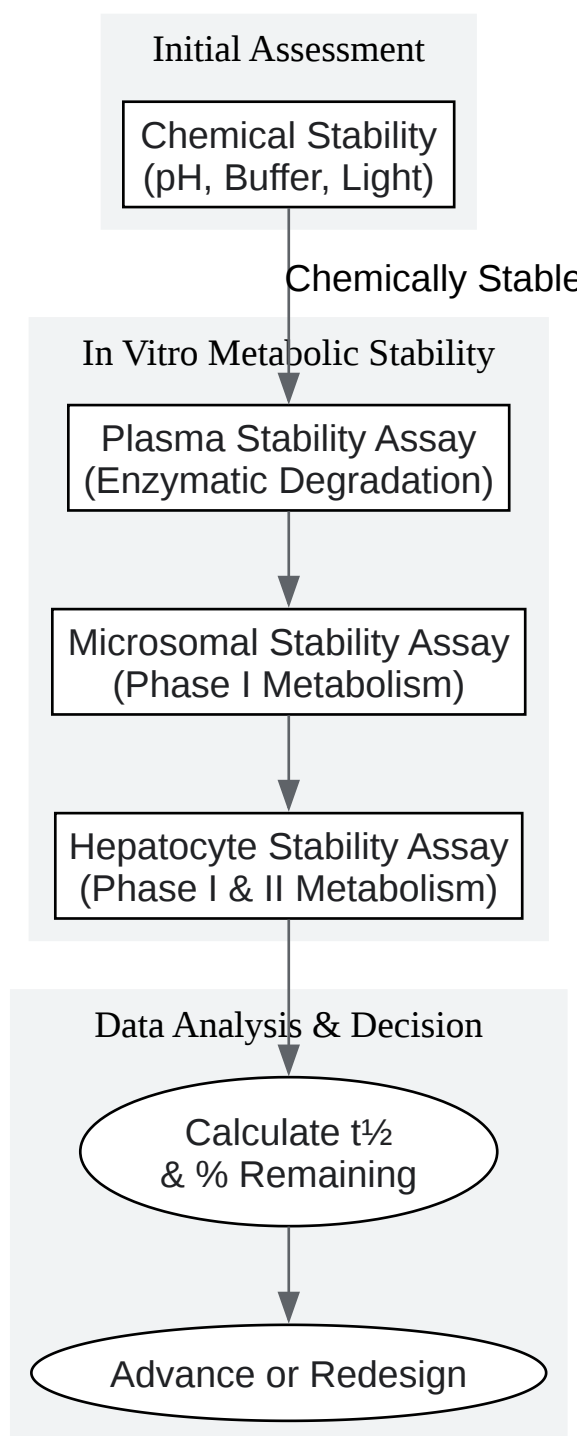 Initial Assessment
Chemical Stability
(pH, Buffer, Light)
Chemically Stable
In Vitro Metabolic Stability
Plasma Stability Assay
(Enzymatic Degradation)
Microsomal Stability Assay
(Phase I Metabolism)
Hepatocyte Stability Assay
(Phase I & II Metabolism)
Data Analysis & Decision
Calculate t½
& % Remaining
Advance or Redesign